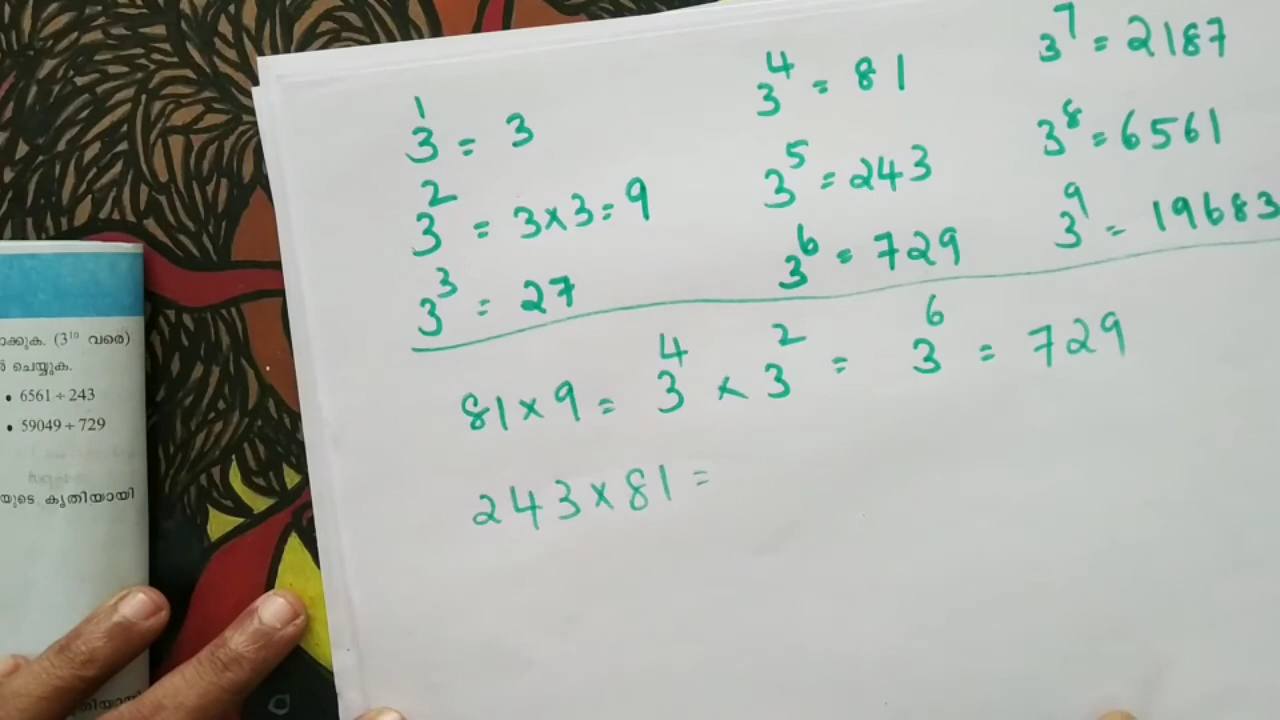 3¹ = 3
3² = 3×3 = 9
3³ = 27
3⁴ = 81
3⁵ = 243
3⁶ = 729
3⁷ = 2187
3⁸ = 6561
3⁹ = 19683
81 × 9 = 3⁴ × 3² = 3⁶ = 729
243 × 81 =
(3¹⁰ വരെ)
ചെയ്യുക.
• 6561 ÷ 243
• 59049 ÷ 729
യുടെ കൃതിയായി